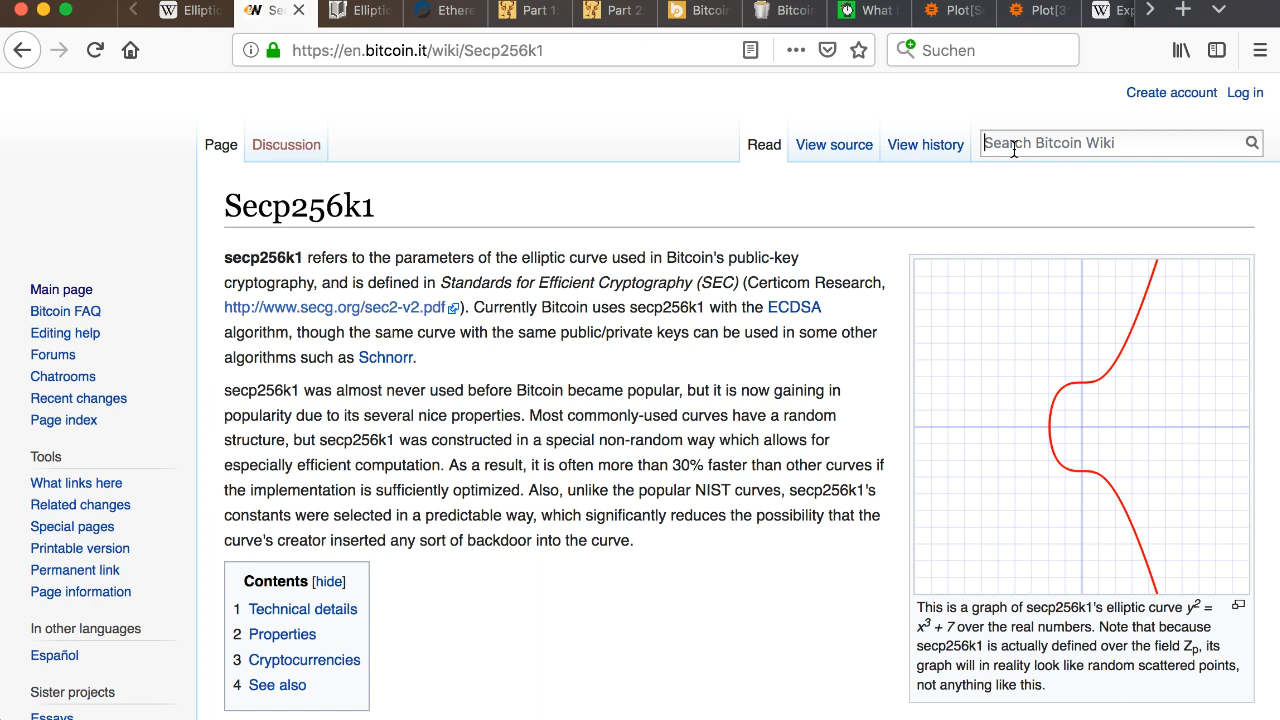 Elliptic
Sec
Elliptic
Ethere
Part 1:
Part 2:
Bitcoin
Bitcoin
What i
Plot[S
Plot[3
Exp
https://en.bitcoin.it/wiki/Secp256k1
Suchen
Create account Log in
Page Discussion Read View source View history Search Bitcoin Wiki
Secp256k1
secp256k1 refers to the parameters of the elliptic curve used in Bitcoin's public-key
cryptography, and is defined in Standards for Efficient Cryptography (SEC) (Certicom Research,
http://www.secg.org/sec2-v2.pdf). Currently Bitcoin uses secp256k1 with the ECDSA
algorithm, though the same curve with the same public/private keys can be used in some other
algorithms such as Schnorr.
secp256k1 was almost never used before Bitcoin became popular, but it is now gaining in
popularity due to its several nice properties. Most commonly-used curves have a random
structure, but secp256k1 was constructed in a special non-random way which allows for
especially efficient computation. As a result, it is often more than 30% faster than other curves if
the implementation is sufficiently optimized. Also, unlike the popular NIST curves, secp256k1's
constants were selected in a predictable way, which significantly reduces the possibility that the
curve's creator inserted any sort of backdoor into the curve.
Contents [hide]
1 Technical details
2 Properties
3 Cryptocurrencies
4 See also
This is a graph of secp256k1's elliptic curve y² =
x³ + 7 over the real numbers. Note that because
secp256k1 is actually defined over the field Zp, its
graph will in reality look like random scattered points,
not anything like this.
Main page
Bitcoin FAQ
Editing help
Forums
Chatrooms
Recent changes
Page index
Tools
What links here
Related changes
Special pages
Printable version
Permanent link
Page information
In other languages
Español
Sister projects
Essays